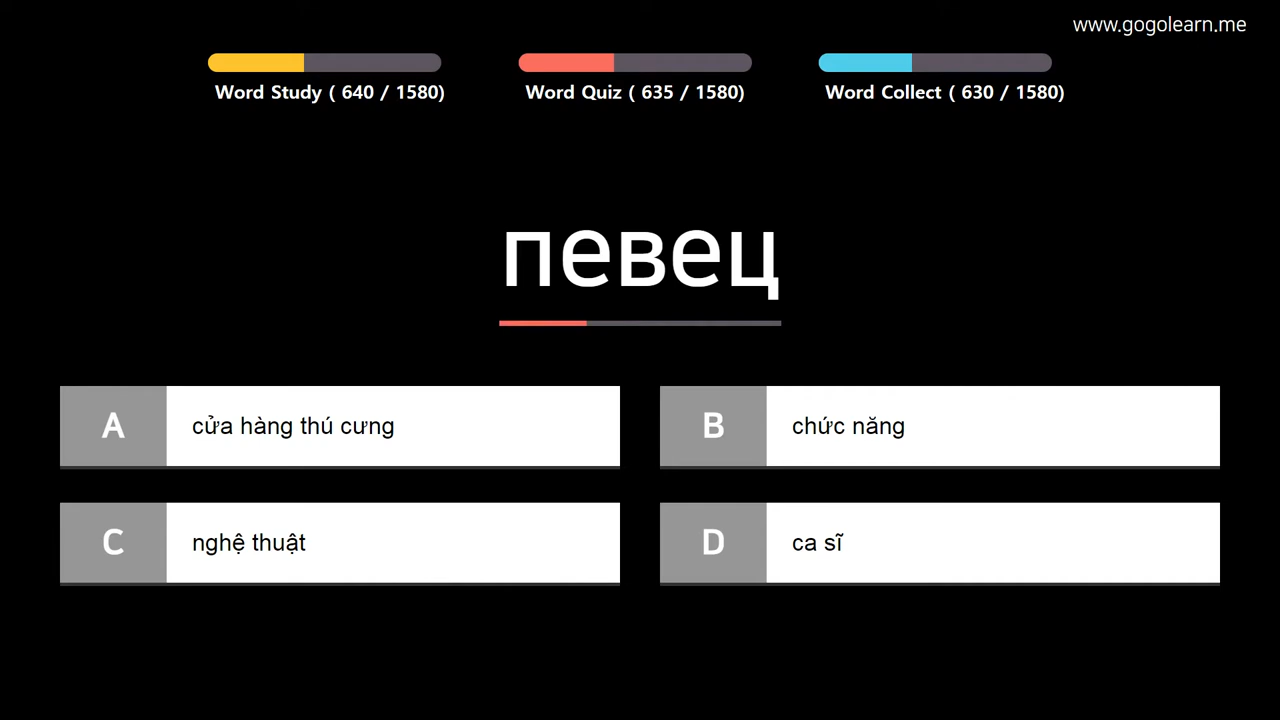 www.gogolearn.me
Word Study ( 640 / 1580)
Word Quiz ( 635 / 1580)
Word Collect ( 630 / 1580)
певец
A cửa hàng thú cưng
B chức năng
C nghệ thuật
D ca sĩ